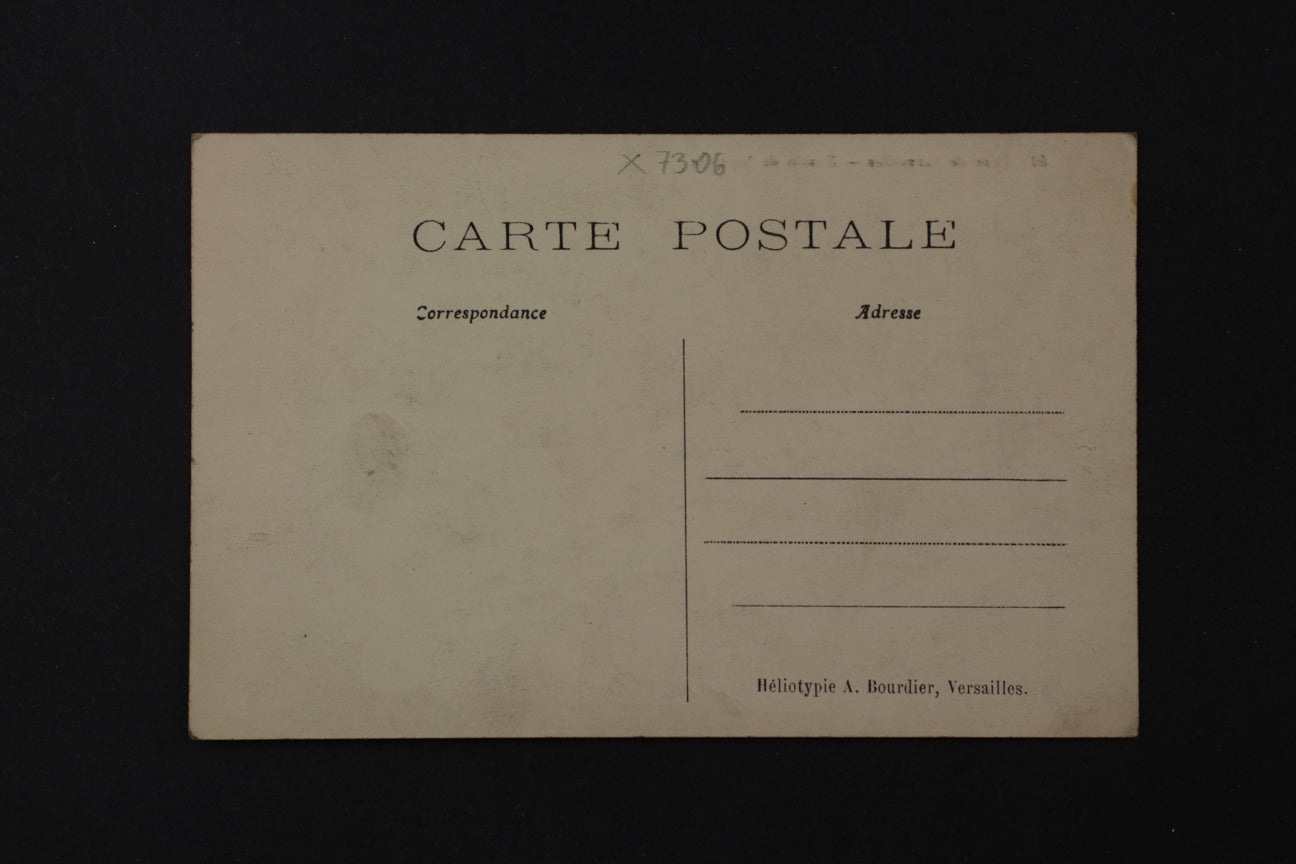 X 7306
CARTE POSTALE
Correspondance
Adresse
Héliotypie A. Bourdier, Versailles.